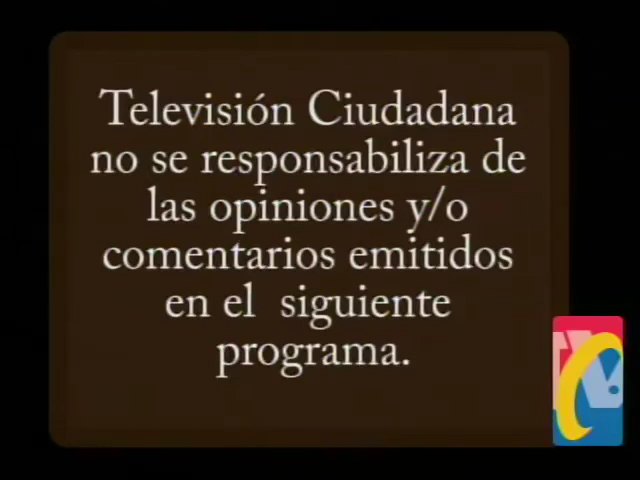 Televisión Ciudadana
no se responsabiliza de
las opiniones y/o
comentarios emitidos
en el siguiente
programa.